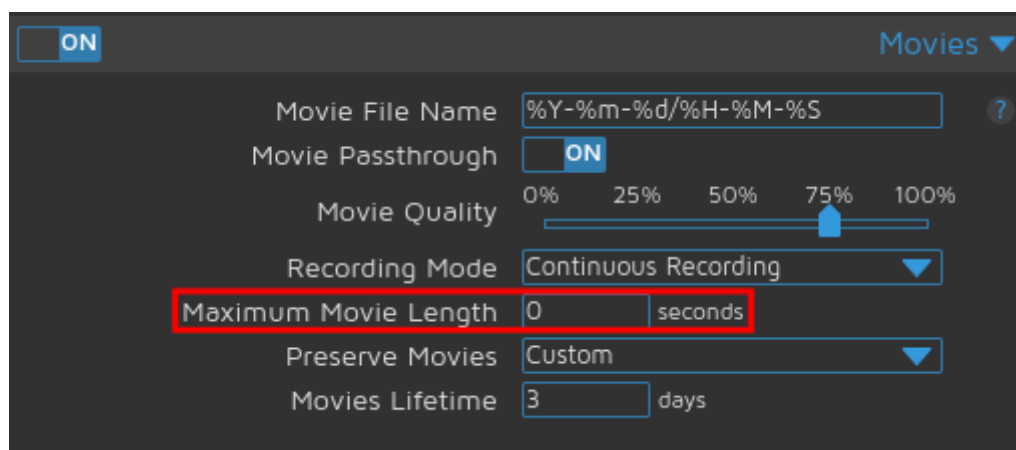 ON Movies
Movie File Name %Y-%m-%d/%H-%M-%S ?
Movie Passthrough ON
0% 25% 50% 75% 100%
Movie Quality
Recording Mode Continuous Recording
Maximum Movie Length 0 seconds
Preserve Movies Custom
Movies Lifetime 3 days